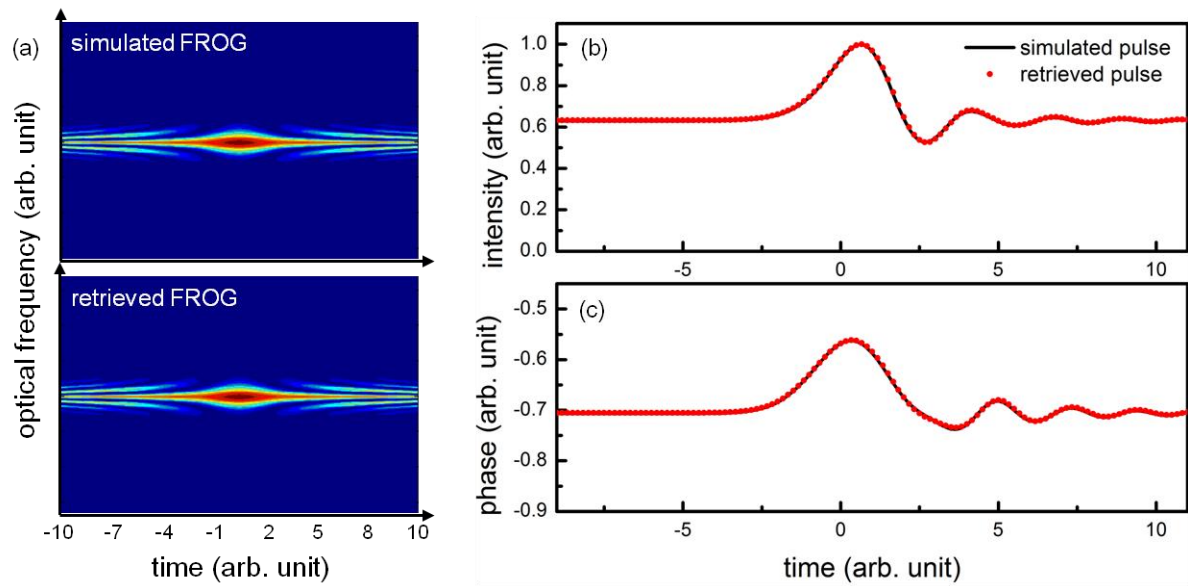 (a)
simulated FROG
retrieved FROG
optical frequency (arb. unit)
-10 -7 -4 -1 2 5 8 10
time (arb. unit)
(b)
simulated pulse
retrieved pulse
intensity (arb. unit)
1.0
0.8
0.6
0.4
0.2
0.0
-5 0 5 10
(c)
phase (arb. unit)
-0.5
-0.6
-0.7
-0.8
-0.9
-5 0 5 10
time (arb. unit)